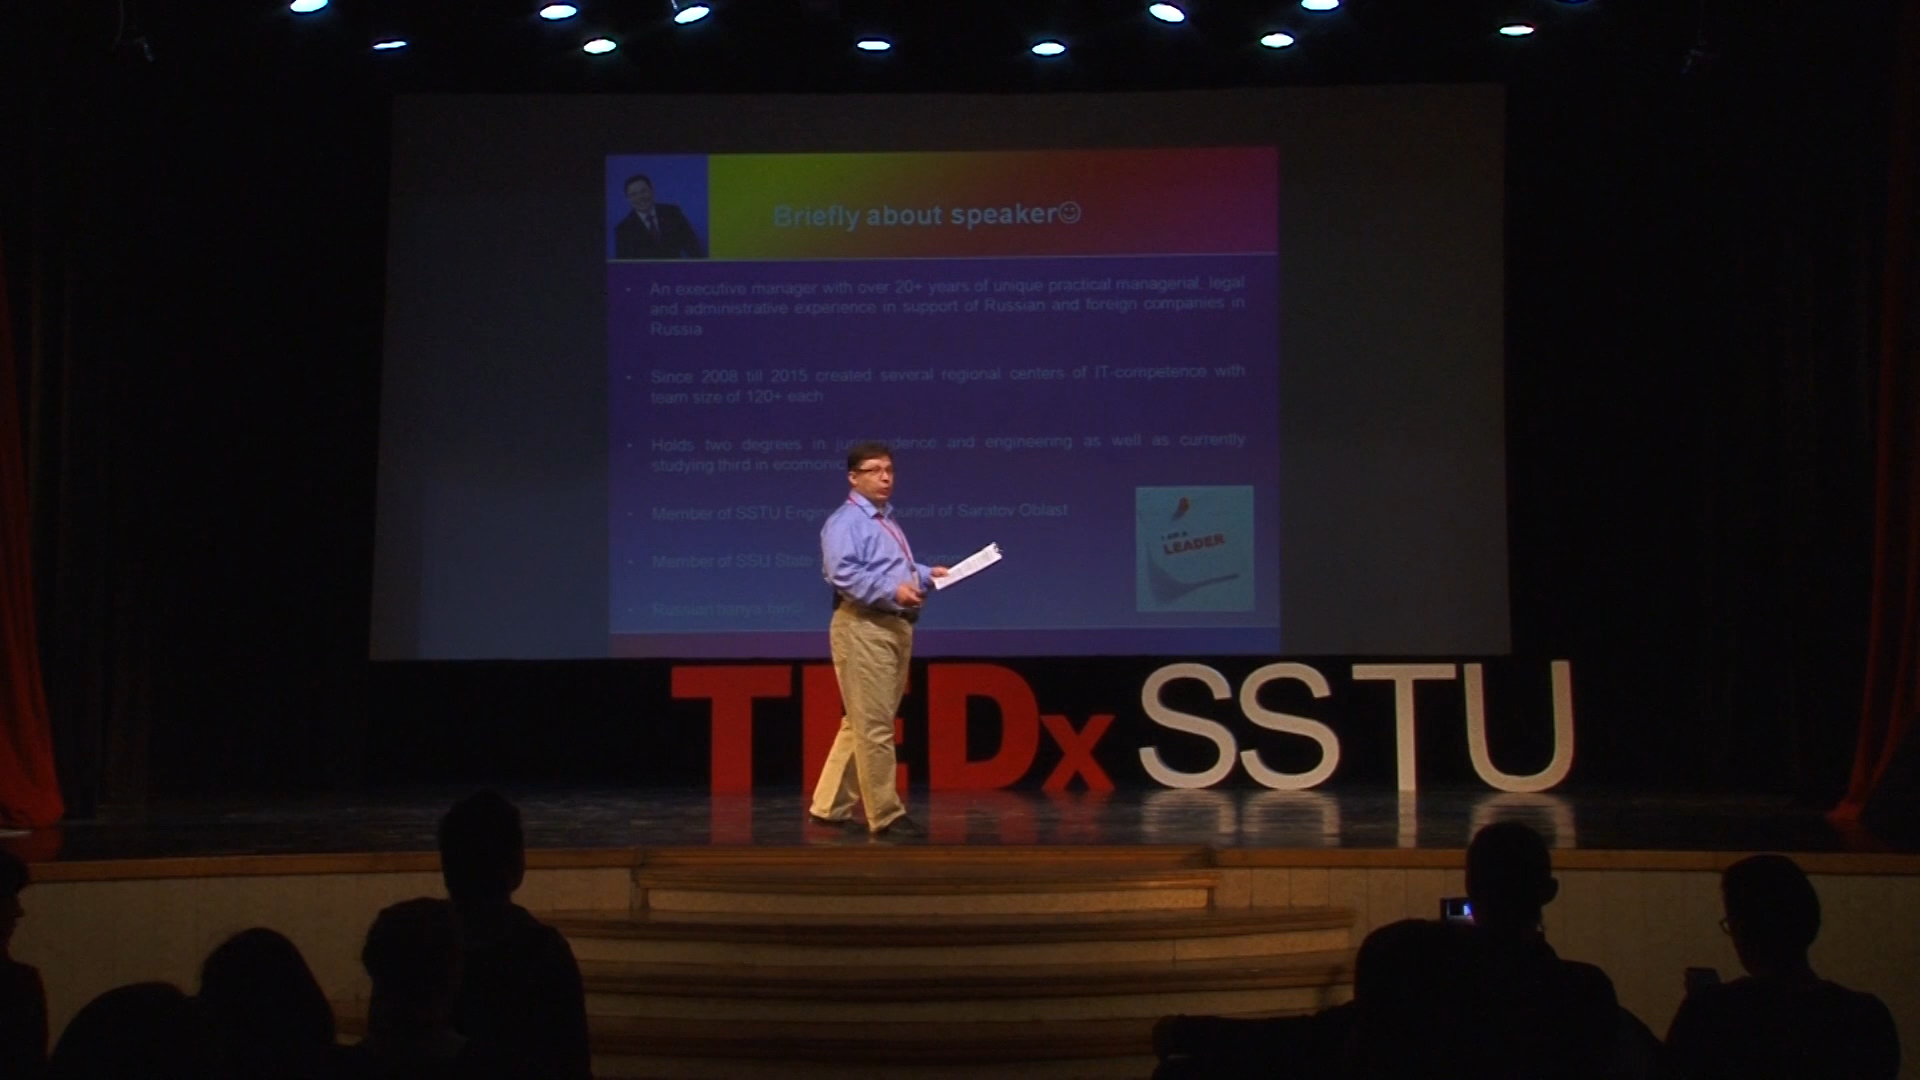 Briefly about speaker☺
• An executive manager with over 20+ years of unique practical managerial, legal
and administrative experience in support of Russian and foreign companies in
Russia
• Since 2008 till 2015 created several regional centers of IT-competence with
team size of 120+ each
• Holds two degrees in jurisprudence and engineering as well as currently
studying third in
• Member of SSTU of Saratov Oblast
• Member of SSU
• Russian
I AM A
LEADER
TEDx SSTU